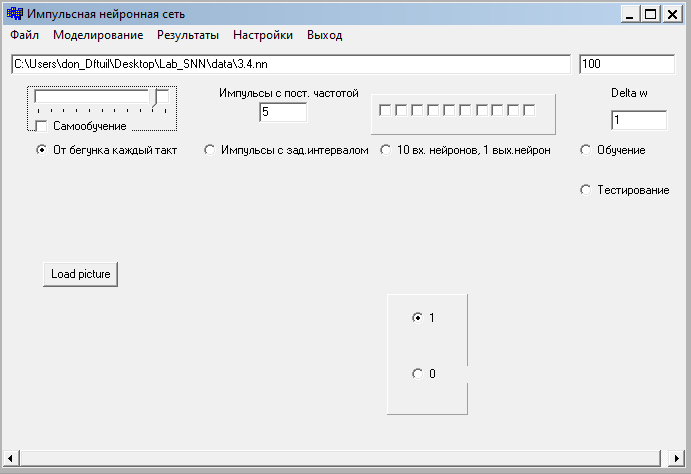 Импульсная нейронная сеть
Файл Моделирование Результаты Настройки Выход
C:\Users\don_Dftuil\Desktop\Lab_SNN\data\3.4.nn 100
Импульсы с пост. частотой Delta w
5 1
Самообучение
От бегунка каждый такт Импульсы с зад.интервалом 10 вх. нейронов, 1 вых.нейрон Обучение
Тестирование
Load picture
1
0